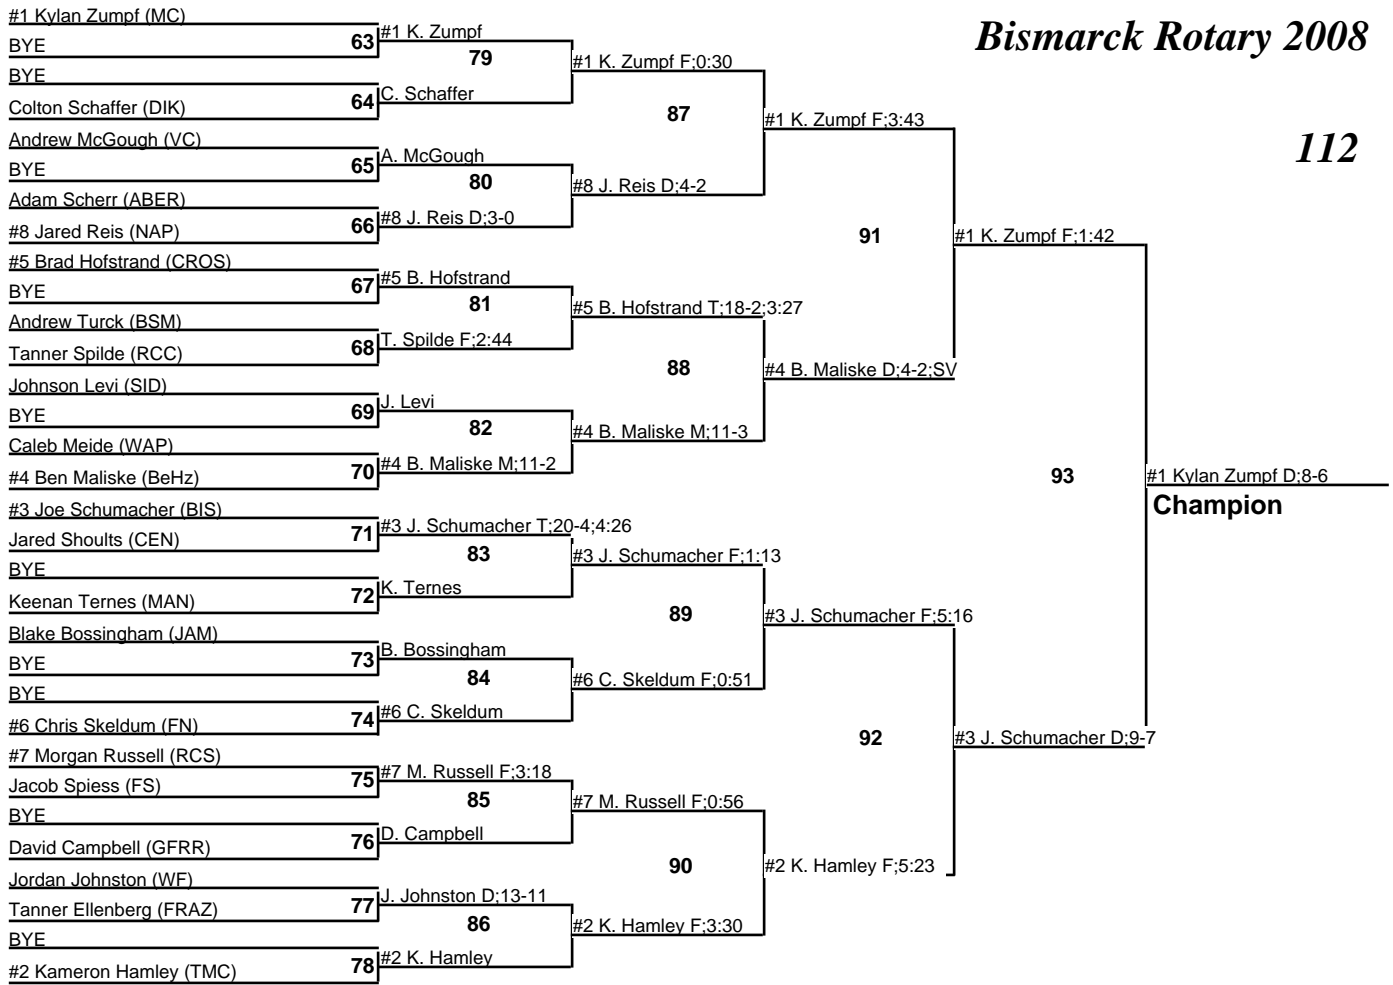 Bismarck Rotary 2008
112
#1 Kylan Zumpf (MC)
BYE
BYE
Colton Schaffer (DIK)
Andrew McGough (VC)
BYE
Adam Scherr (ABER)
#8 Jared Reis (NAP)
#5 Brad Hofstrand (CROS)
BYE
Andrew Turck (BSM)
Tanner Spilde (RCC)
Johnson Levi (SID)
BYE
Caleb Meide (WAP)
#4 Ben Maliske (BeHz)
#3 Joe Schumacher (BIS)
Jared Shoults (CEN)
BYE
Keenan Ternes (MAN)
Blake Bossingham (JAM)
BYE
BYE
#6 Chris Skeldum (FN)
#7 Morgan Russell (RCS)
Jacob Spiess (FS)
BYE
David Campbell (GFRR)
Jordan Johnston (WF)
Tanner Ellenberg (FRAZ)
BYE
#2 Kameron Hamley (TMC)
63
64
65
66
67
68
69
70
71
72
73
74
75
76
77
78
#1 K. Zumpf
C. Schaffer
A. McGough
#8 J. Reis D;3-0
#5 B. Hofstrand
T. Spilde F;2:44
J. Levi
#4 B. Maliske M;11-2
#3 J. Schumacher T;20-4;4:26
K. Ternes
B. Bossingham
#6 C. Skeldum
#7 M. Russell F;3:18
D. Campbell
J. Johnston D;13-11
#2 K. Hamley
79
80
81
82
83
84
85
86
#1 K. Zumpf F;0:30
#8 J. Reis D;4-2
#5 B. Hofstrand T;18-2;3:27
#4 B. Maliske M;11-3
#3 J. Schumacher F;1:13
#6 C. Skeldum F;0:51
#7 M. Russell F;0:56
#2 K. Hamley F;3:30
87
88
89
90
#1 K. Zumpf F;3:43
#4 B. Maliske D;4-2;SV
#3 J. Schumacher F;5:16
#2 K. Hamley F;5:23
91
92
#1 K. Zumpf F;1:42
#3 J. Schumacher D;9-7
93
#1 Kylan Zumpf D;8-6
Champion